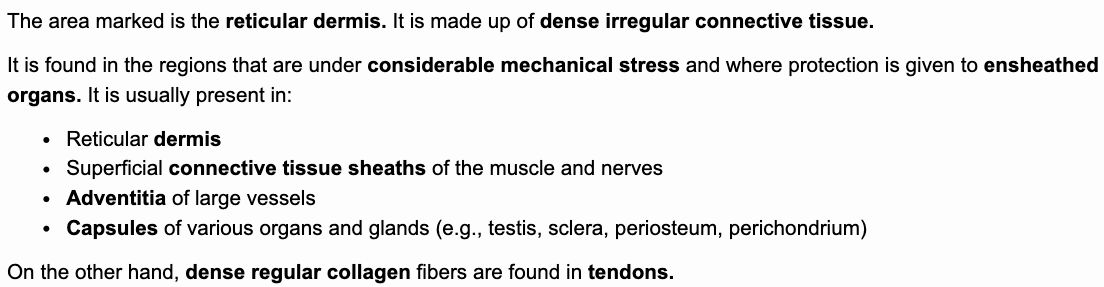 The area marked is the reticular dermis. It is made up of dense irregular connective tissue.
It is found in the regions that are under considerable mechanical stress and where protection is given to ensheathed
organs. It is usually present in:
• Reticular dermis
• Superficial connective tissue sheaths of the muscle and nerves
• Adventitia of large vessels
• Capsules of various organs and glands (e.g., testis, sclera, periosteum, perichondrium)
On the other hand, dense regular collagen fibers are found in tendons.